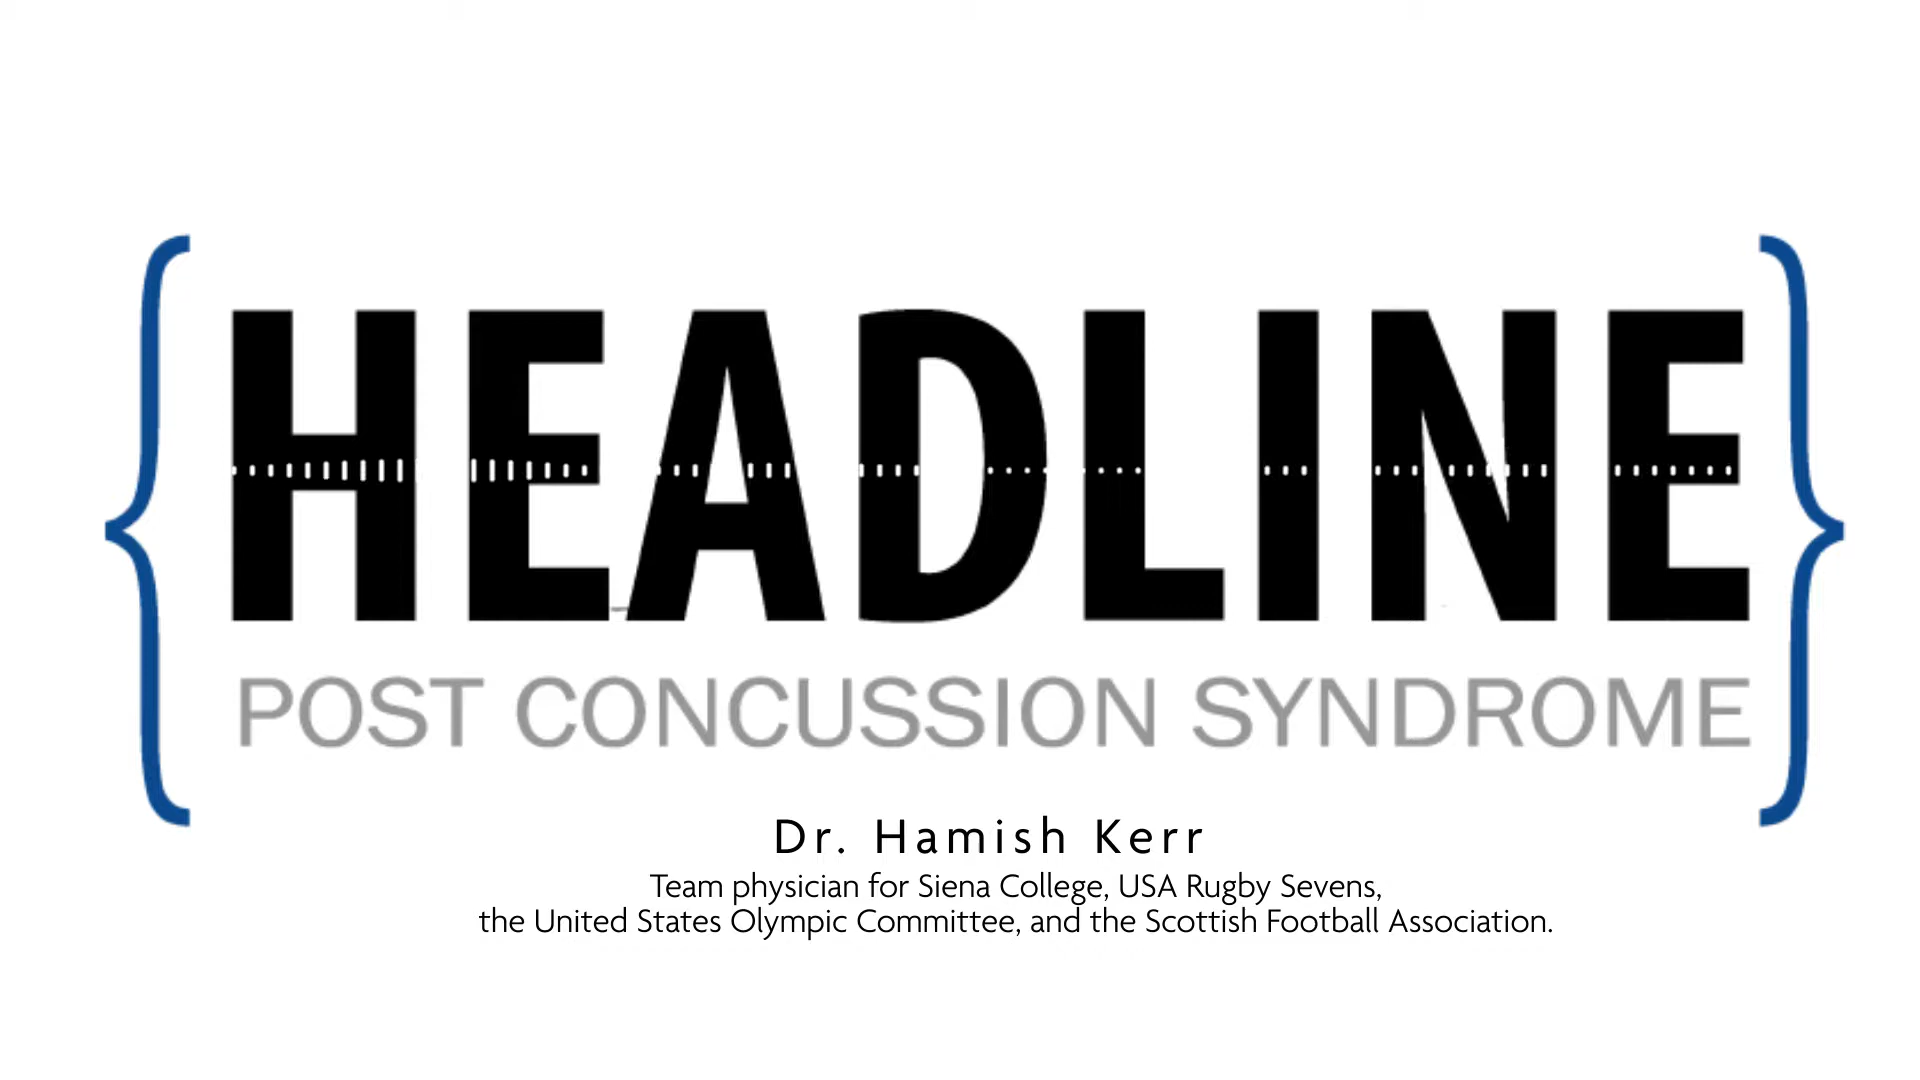 HEADLINE
POST CONCUSSION SYNDROME
Dr. Hamish Kerr
Team physician for Siena College, USA Rugby Sevens,
the United States Olympic Committee, and the Scottish Football Association.